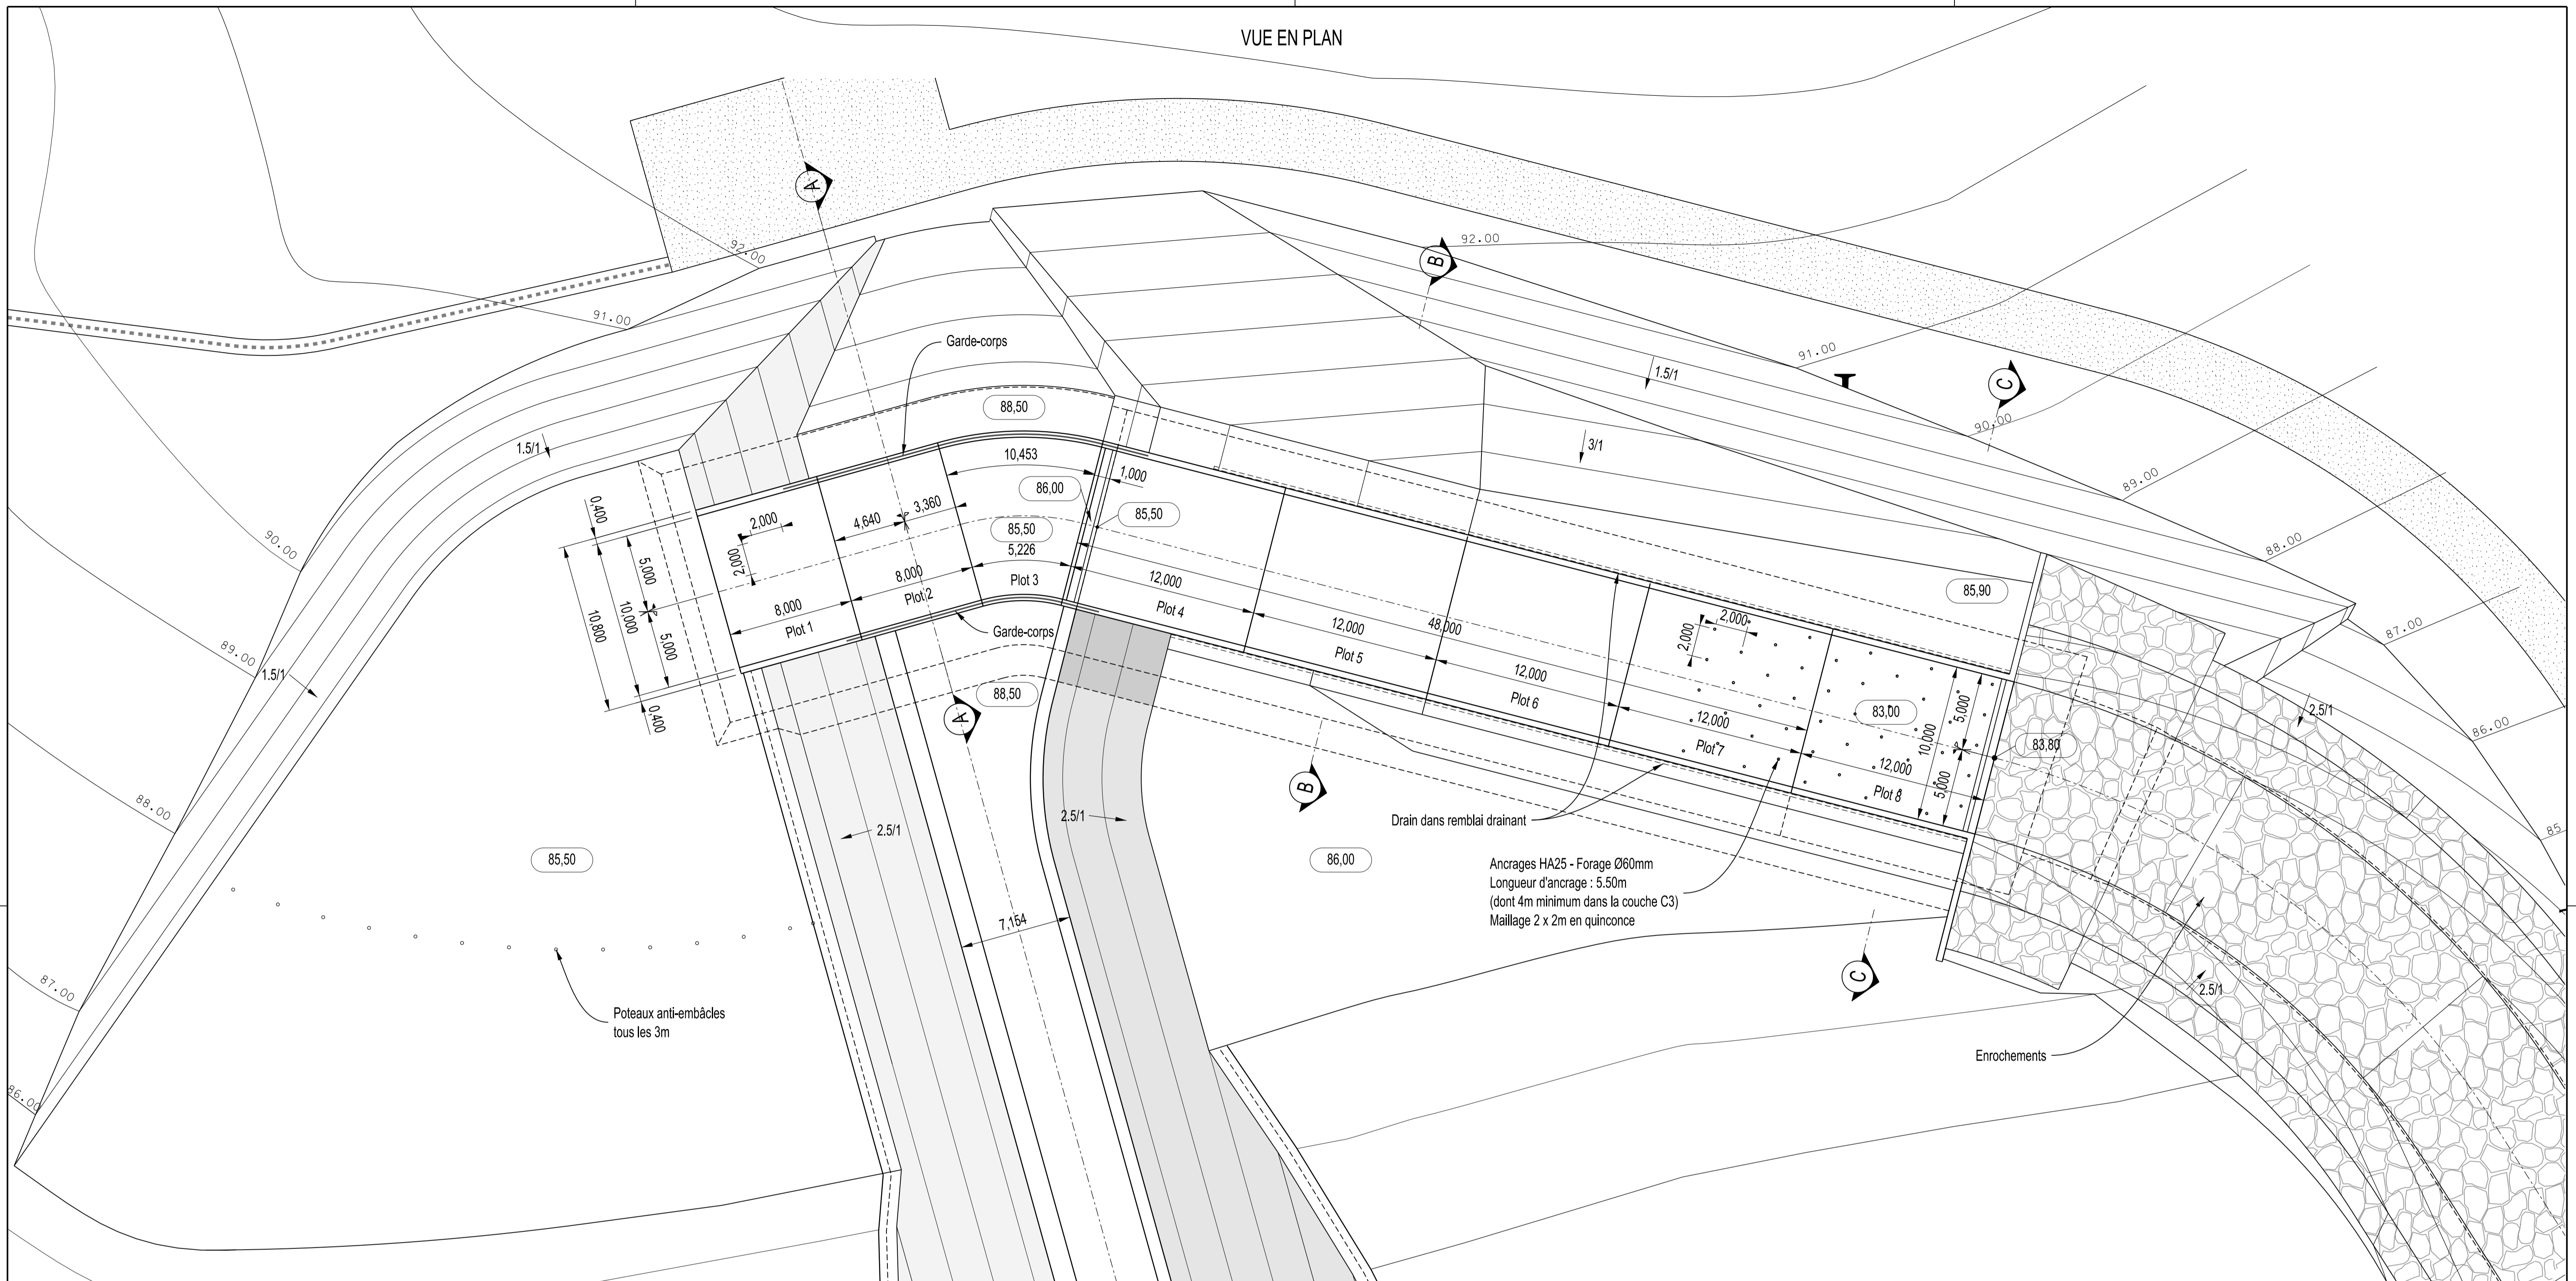 VUE EN PLAN
A
92.00
92.00
B
91.00
91.00
Garde-corps
1.5/1
C
88,50
90.00
1.5/1
3/1
10,453
1,000
89.00
86,00
85,50
0,400
2,000
4,640
3,360
85,50
90.00
88.00
2,000
5,000
5,226
8,000
Plot 3
12,000
85,90
10,800
10,000
8,000
Plot 2
Plot 4
48,000
2,000
87.00
5,000
Plot 1
Garde-corps
12,000
2,000
89.00
1.5/1
Plot 5
12,000
88,50
Plot 6
83,00
5,000
2.5/1
0,400
A
12,000
10,000
86.00
Plot 7
83,80
12,000
5,000
B
Plot 8
88.00
2.5/1
2.5/1
Drain dans remblai drainant
85
85,50
86,00
Ancrages HA25 - Forage Ø60mm
Longueur d'ancrage : 5.50m
(dont 4m minimum dans la couche C3)
Maillage 2 x 2m en quinconce
7,154
C
87.00
2.5/1
Poteaux anti-embâcles
tous les 3m
Enrochements
86.00